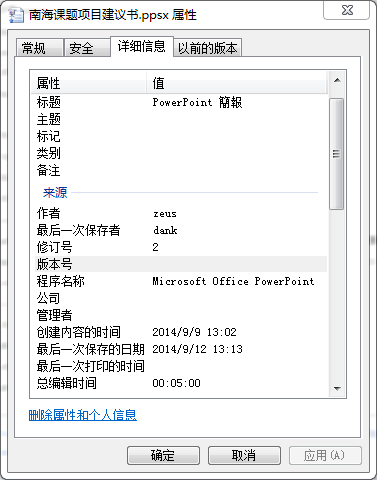 南海课题项目建议书.ppsx 属性
常规 安全 详细信息 以前的版本
属性 值
标题 PowerPoint 簡報
主题
标记
类别
备注
来源
作者 zeus
最后一次保存者 dank
修订号 2
版本号
程序名称 Microsoft Office PowerPoint
公司
管理者
创建内容的时间 2014/9/9 13:02
最后一次保存的日期 2014/9/12 13:13
最后一次打印的时间
总编辑时间 00:05:00
删除属性和个人信息
确定 取消 应用(A)